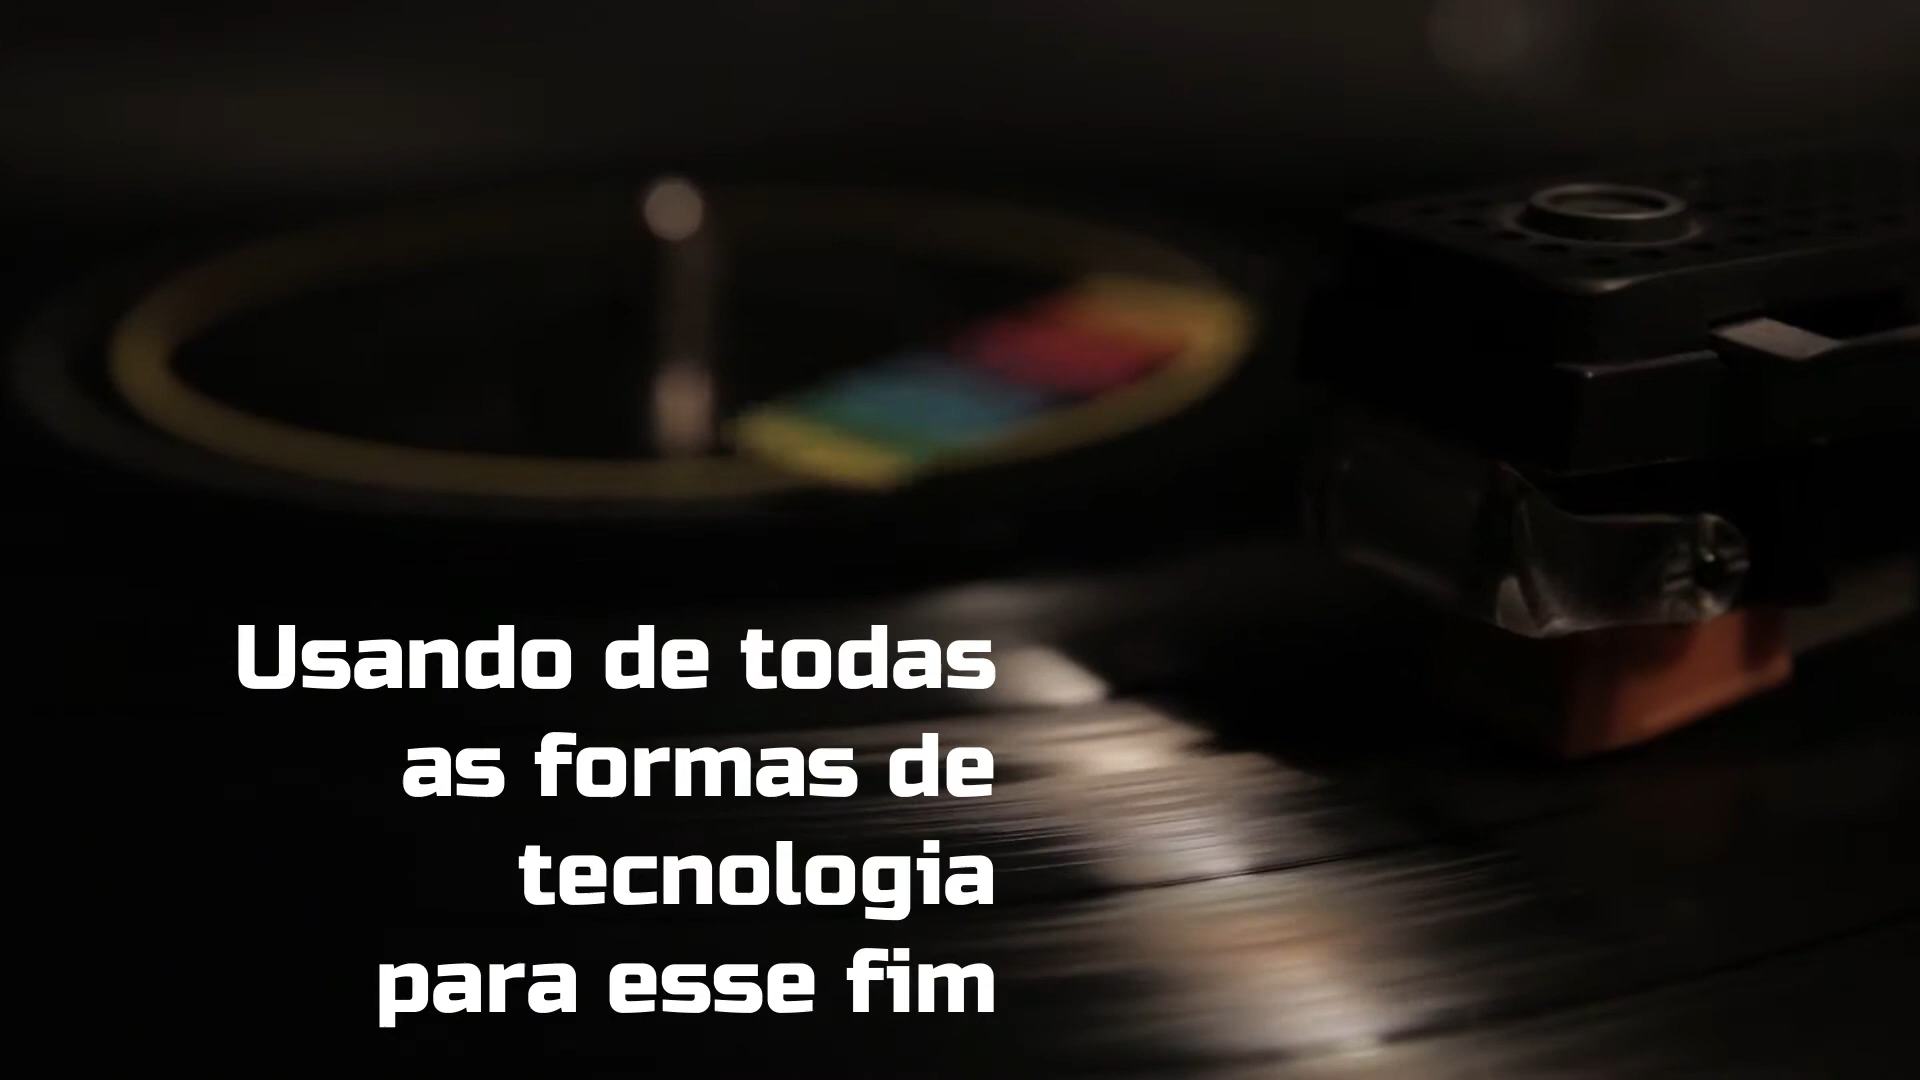 Usando de todas
as formas de
tecnologia
para esse fim